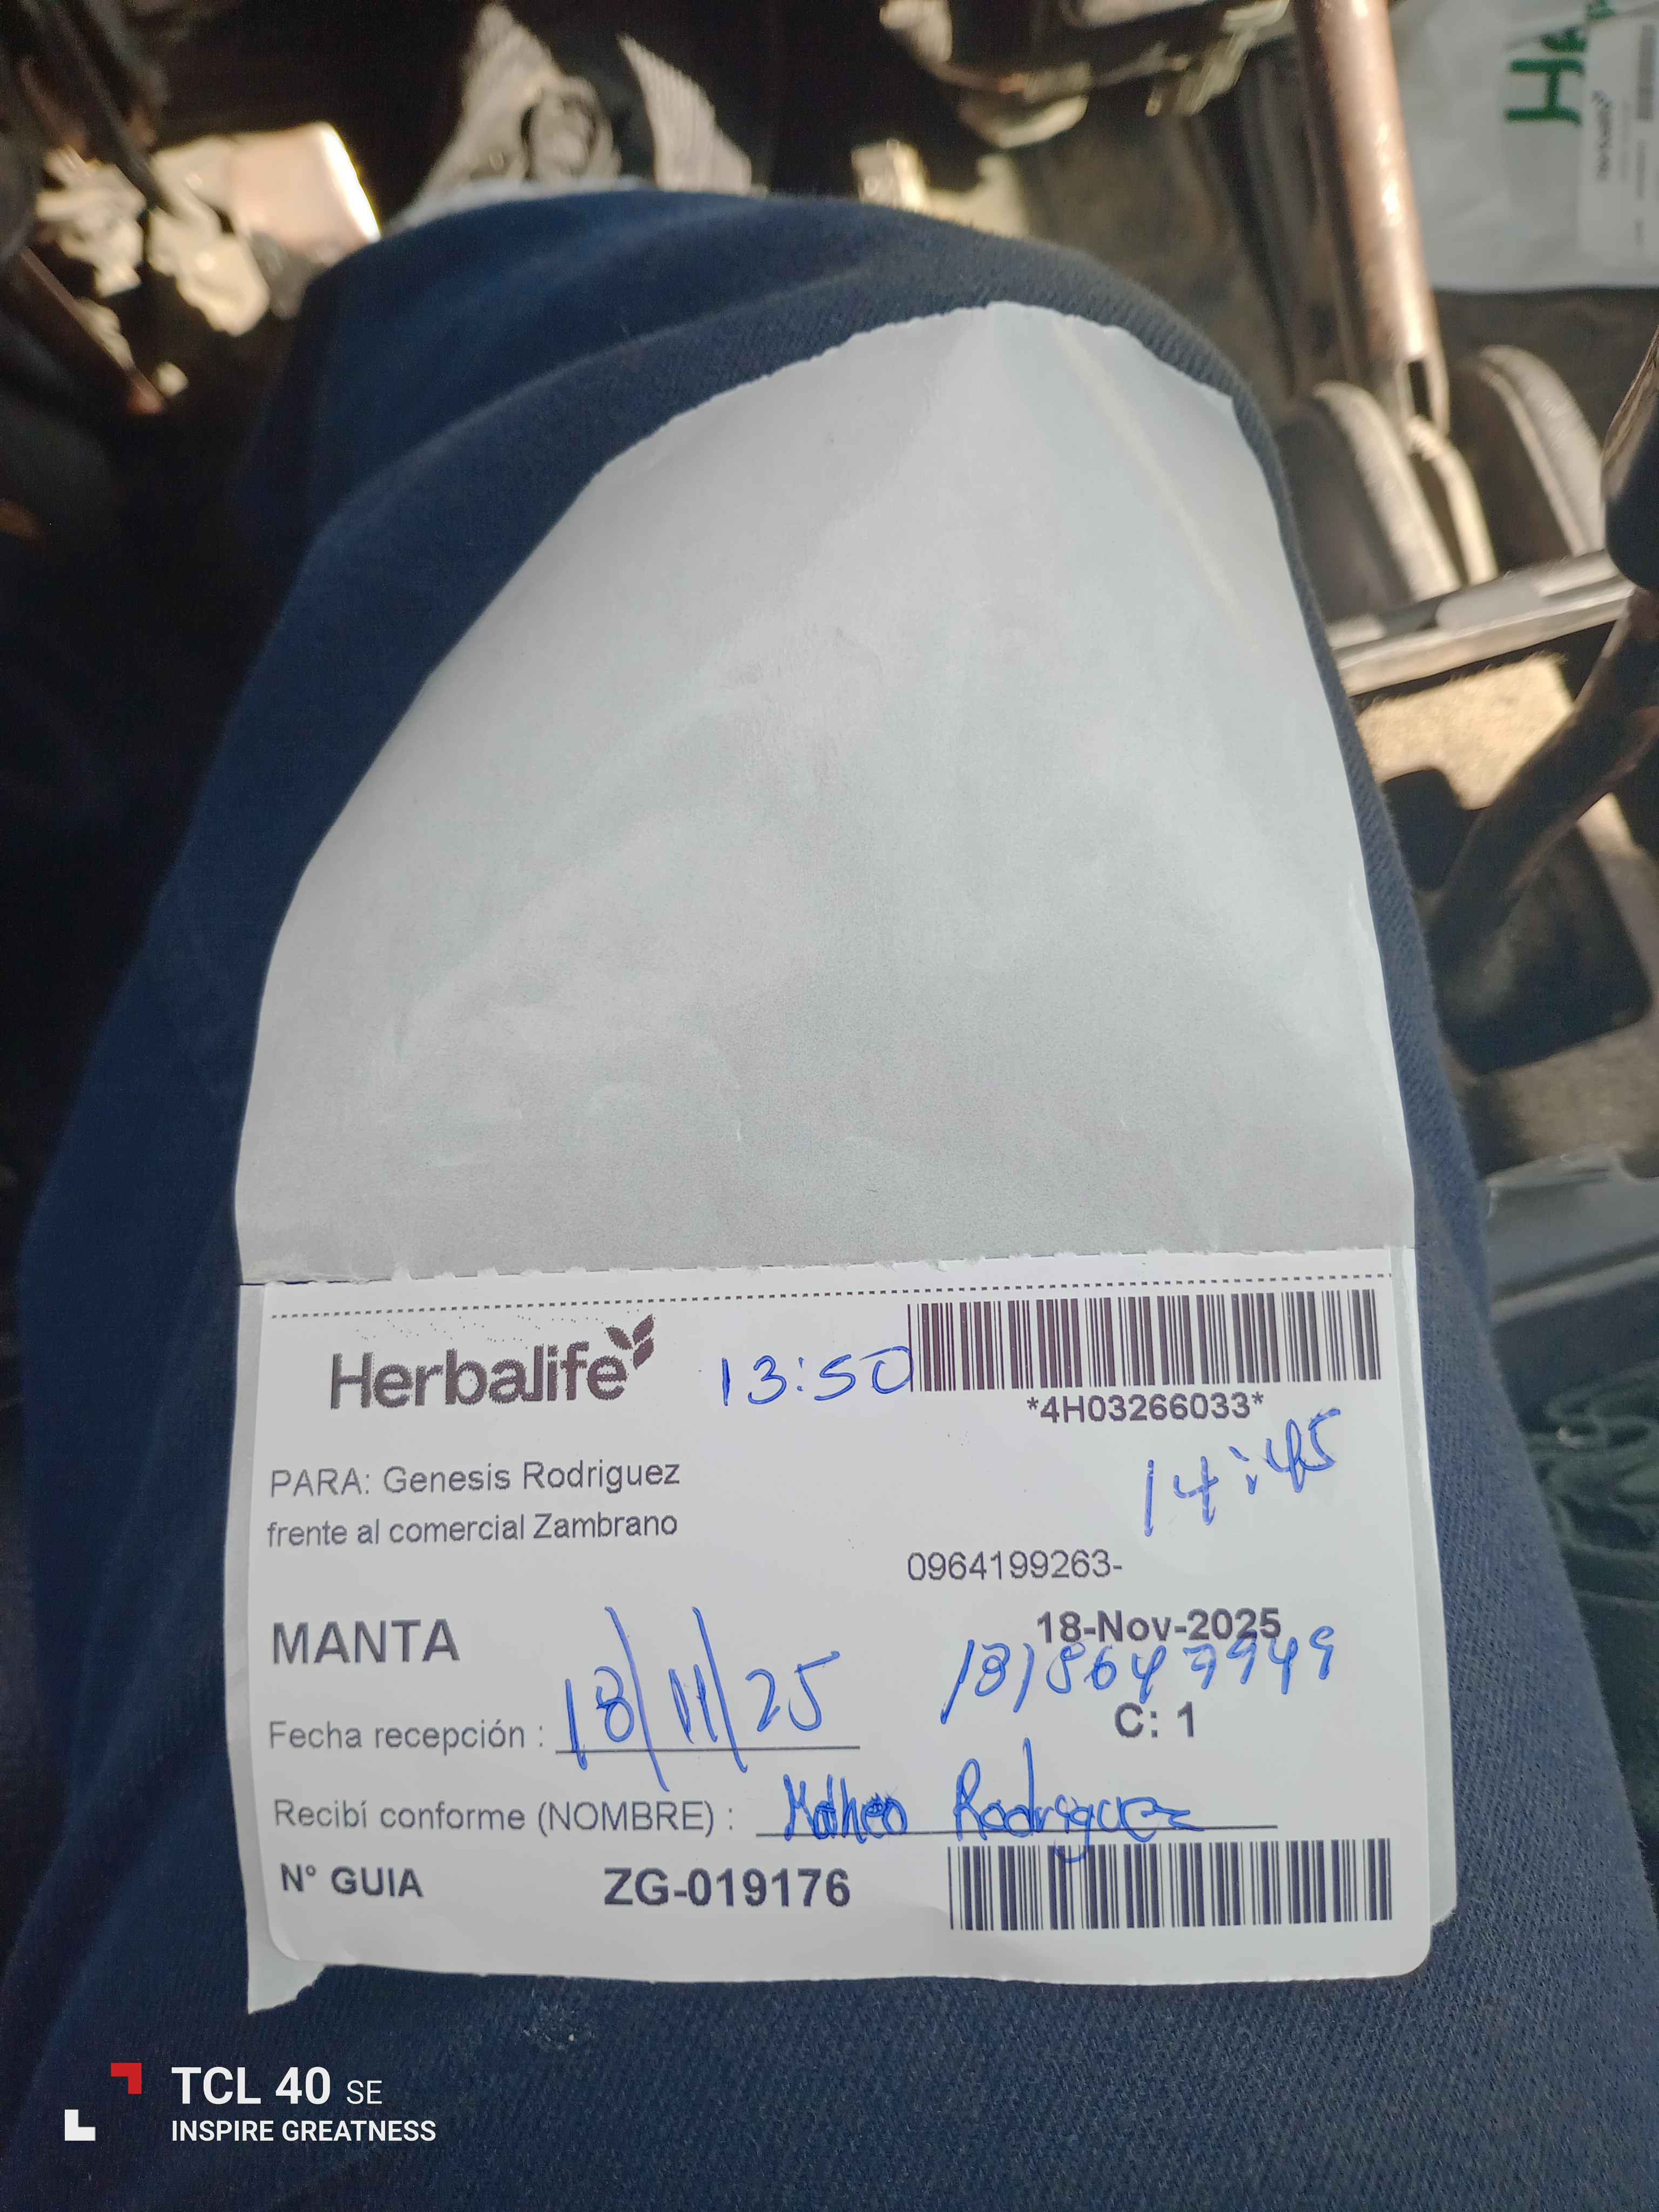 Herbalife
13:50
*4H03266033*
14:45
PARA: Genesis Rodriguez
frente al comercial Zambrano
0964199263-
MANTA
18-Nov-2025
C: 1
Fecha recepción : 18/11/25
Recibí conforme (NOMBRE) : Matheo Rodriguez
N° GUIA ZG-019176
TCL 40 SE
INSPIRE GREATNESS